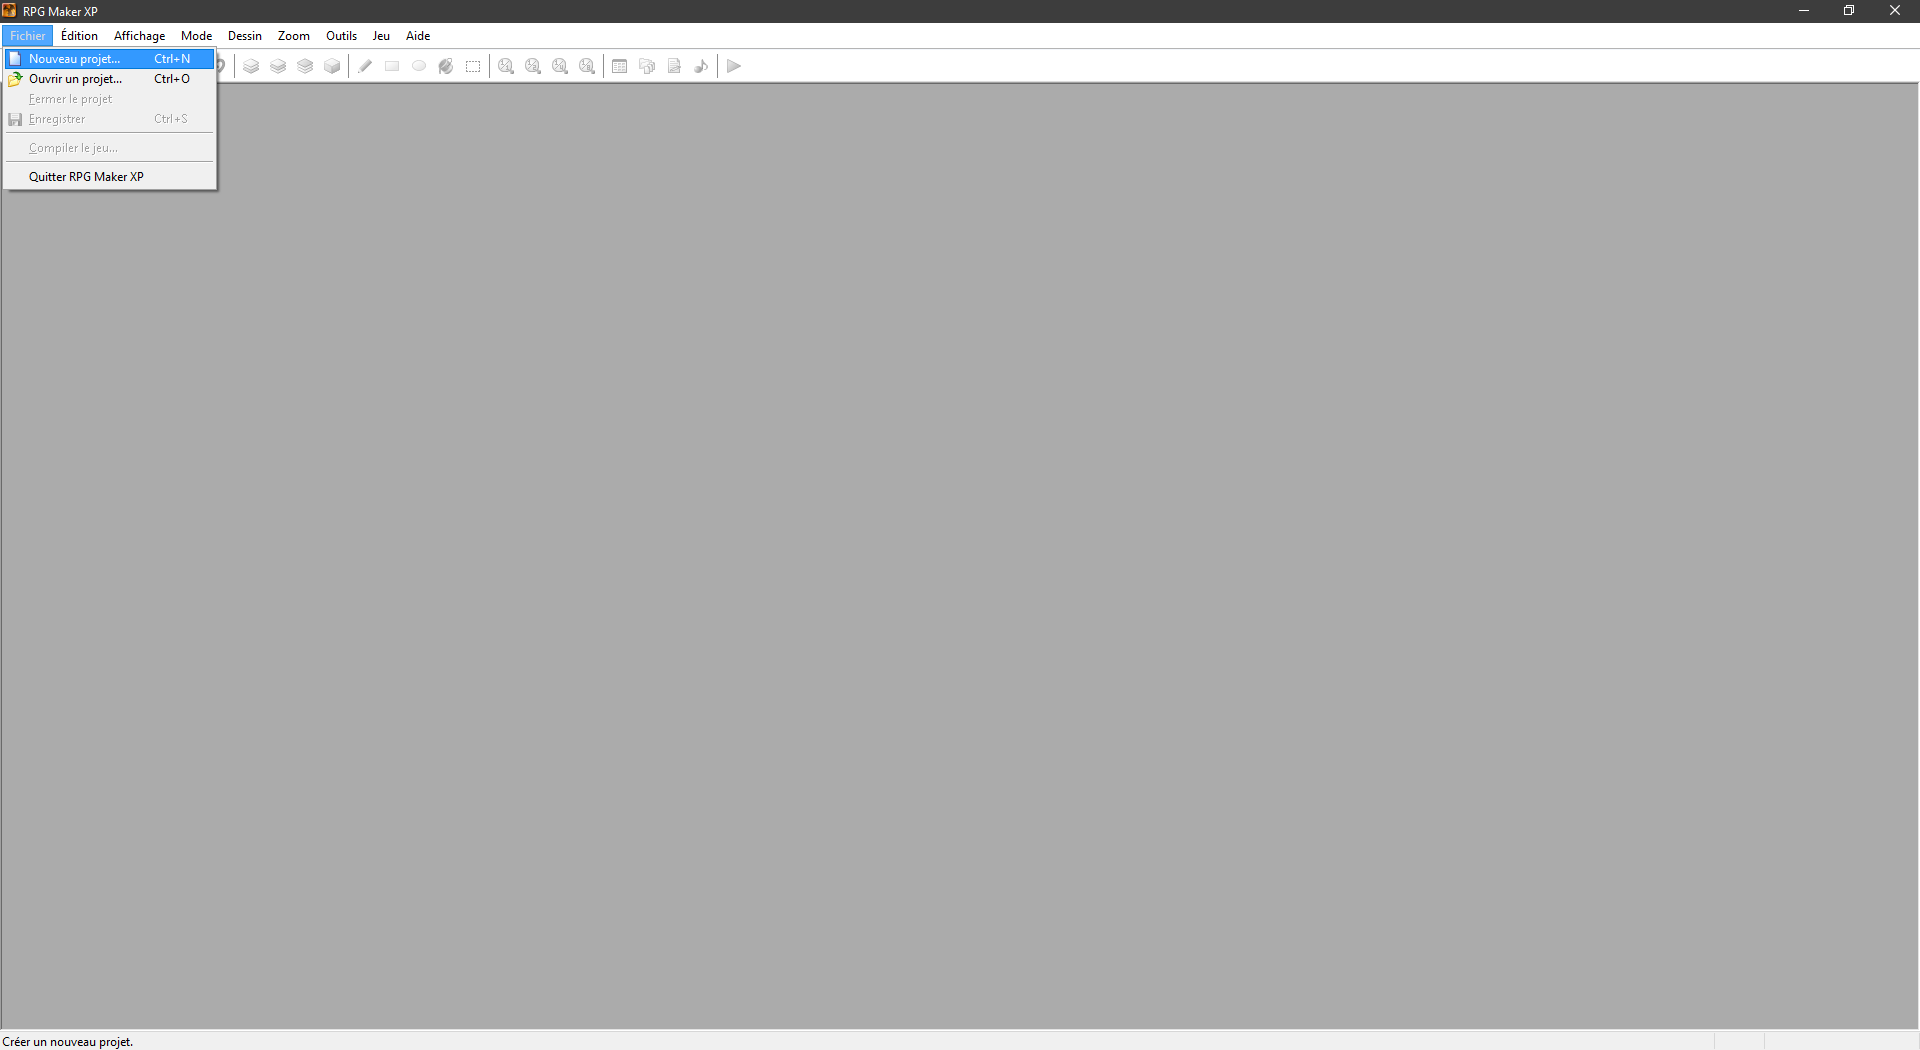 RPG Maker XP
Fichier Édition Affichage Mode Dessin Zoom Outils Jeu Aide
Nouveau projet... Ctrl+N
Ouvrir un projet... Ctrl+O
Fermer le projet
Enregistrer Ctrl+S
Compiler le jeu...
Quitter RPG Maker XP
Créer un nouveau projet.